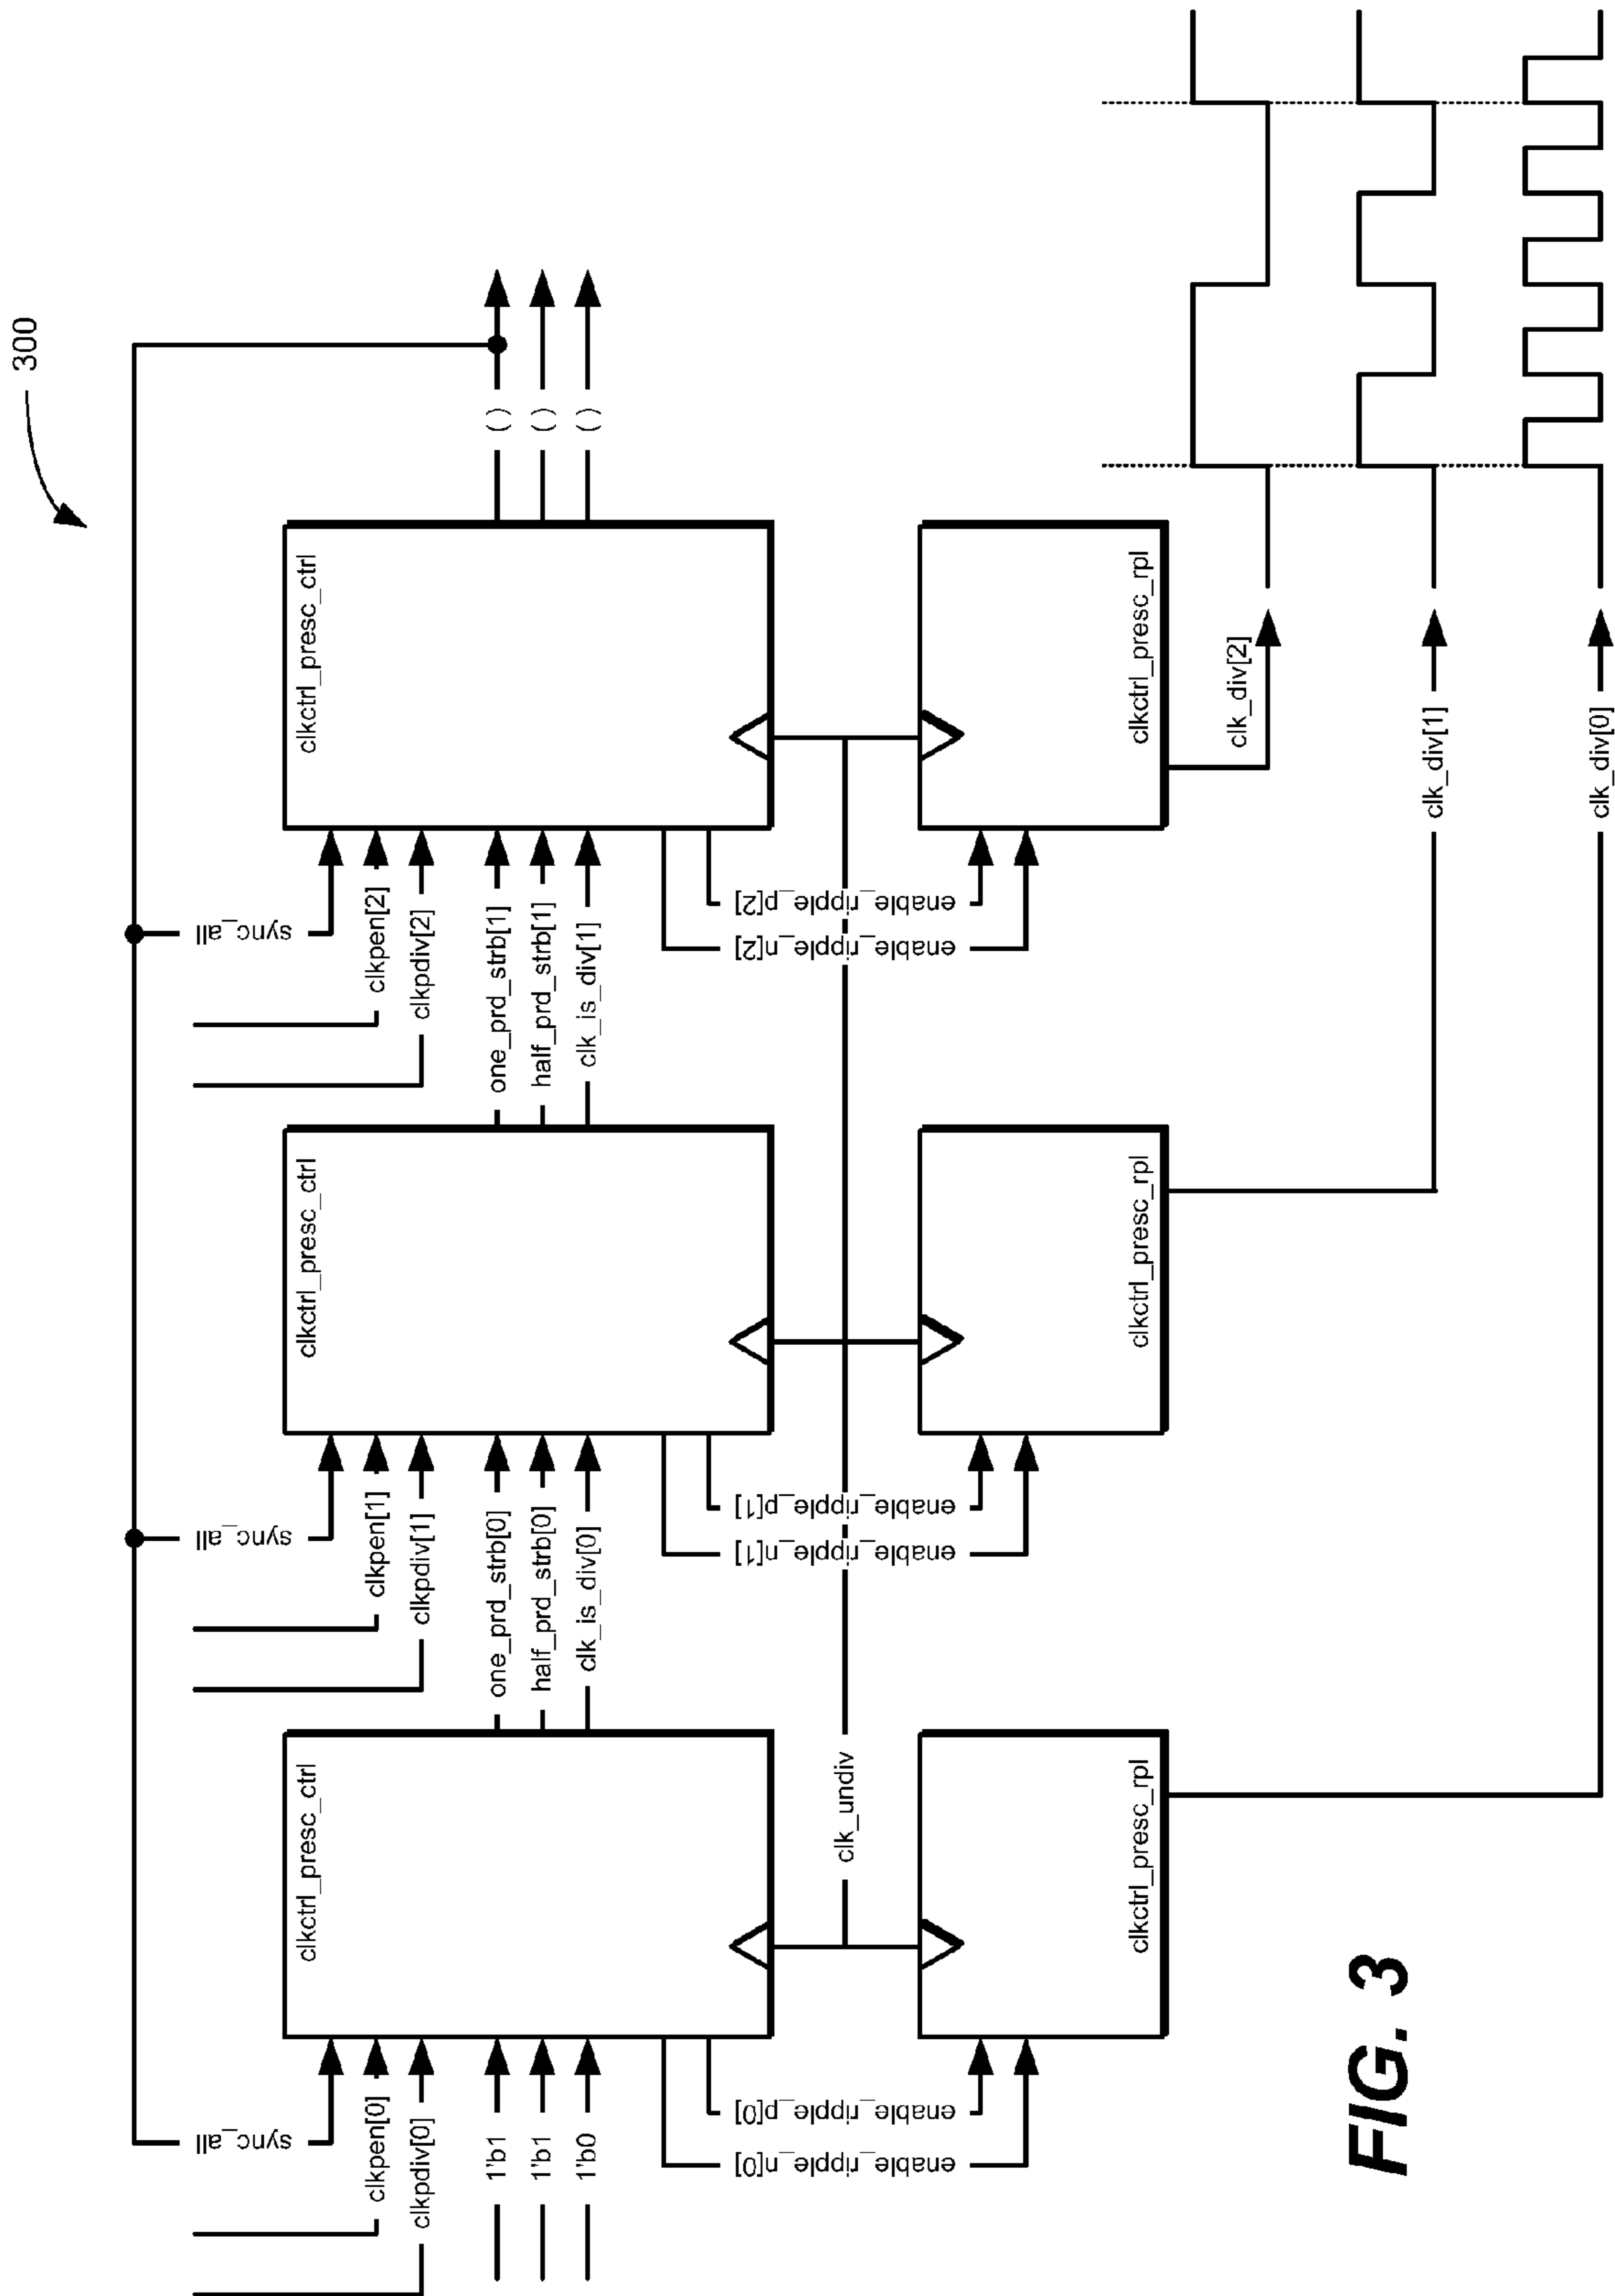 300
sync_all
clkpen[0]
clkpdiv[0]
1'b1
1'b1
1'b0
clkctrl_presc_ctrl
enable_ripple_n[0]
enable_ripple_p[0]
clk_undiv
clkctrl_presc_rpl
one_prd_strb[0]
half_prd_strb[0]
clk_is_div[0]
sync_all
clkpen[1]
clkpdiv[1]
clkctrl_presc_ctrl
enable_ripple_n[1]
enable_ripple_p[1]
clkctrl_presc_rpl
one_prd_strb[1]
half_prd_strb[1]
clk_is_div[1]
sync_all
clkpen[2]
clkpdiv[2]
clkctrl_presc_ctrl
enable_ripple_n[2]
enable_ripple_p[2]
clkctrl_presc_rpl
( )
( )
( )
clk_div[2]
clk_div[1]
clk_div[0]
FIG. 3